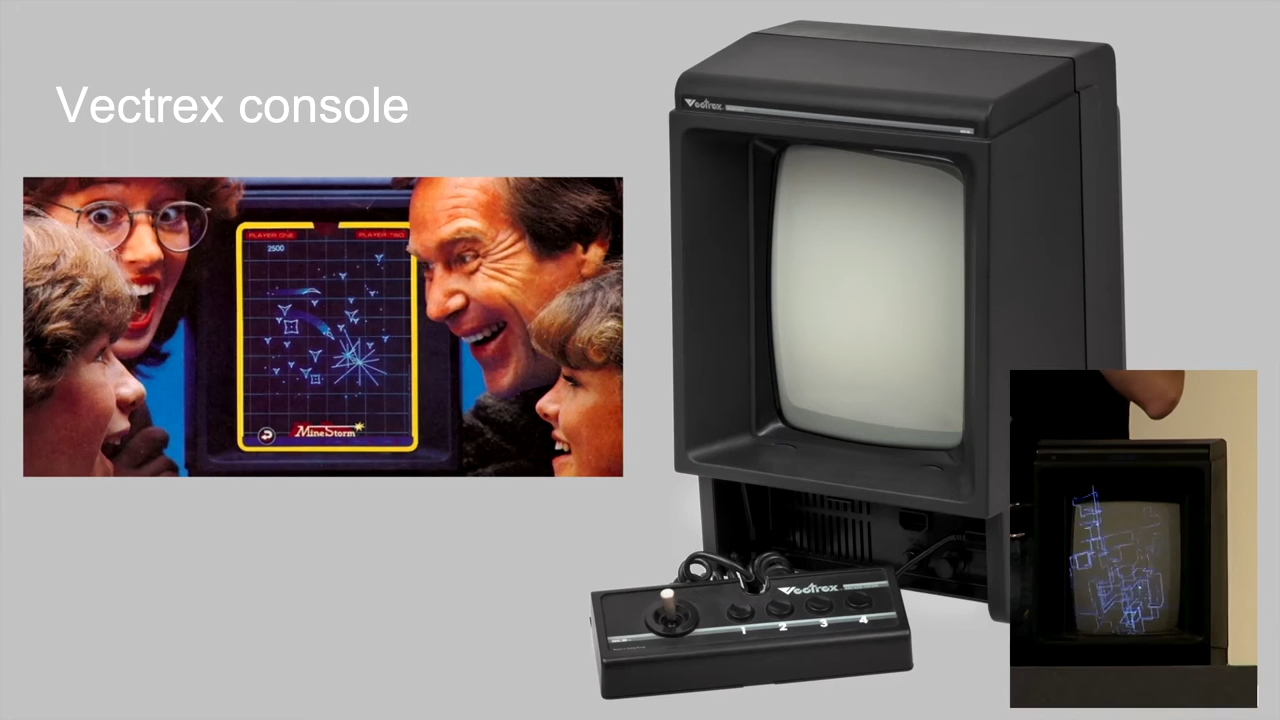 Vectrex console
Vectrex
PLAYER ONE PLAYER TWO
2500
MineStorm
Vectrex
1 2 3 4